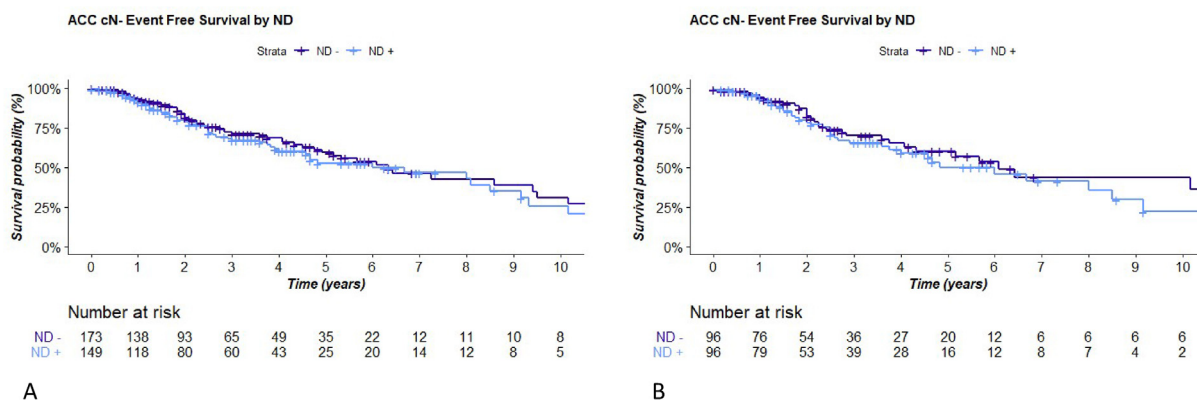 ACC cN- Event Free Survival by ND
Strata ND - ND +
Survival probability (%)
100%
75%
50%
25%
0%
0 1 2 3 4 5 6 7 8 9 10
Time (years)
Number at risk
ND - 173 138 93 65 49 35 22 12 11 10 8
ND + 149 118 80 60 43 25 20 14 12 8 5
A
ACC cN- Event Free Survival by ND
Strata ND - ND +
Survival probability (%)
100%
75%
50%
25%
0%
0 1 2 3 4 5 6 7 8 9 10
Time (years)
Number at risk
ND - 96 76 54 36 27 20 12 6 6 6 6
ND + 96 79 53 39 28 16 12 8 7 4 2
B